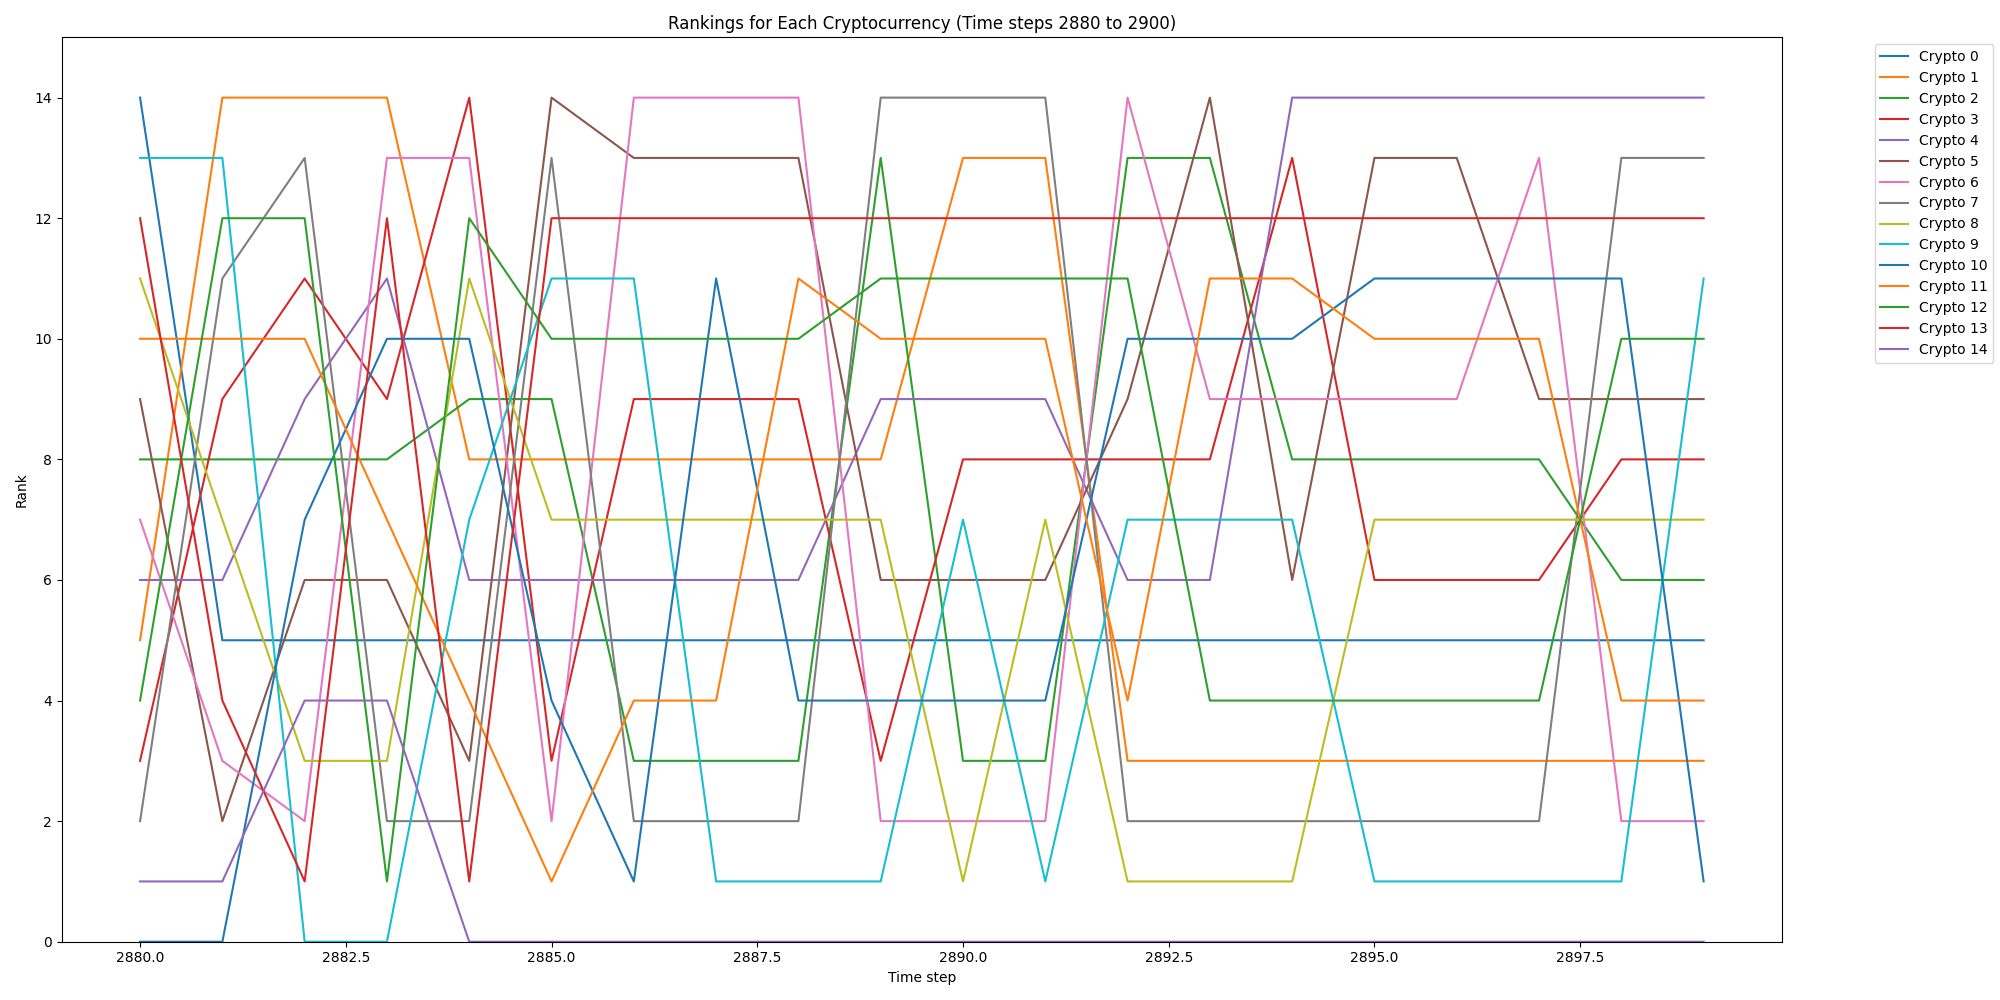 Rankings for Each Cryptocurrency (Time steps 2880 to 2900)
Crypto 0
Crypto 1
Crypto 2
Crypto 3
Crypto 4
Crypto 5
Crypto 6
Crypto 7
Crypto 8
Crypto 9
Crypto 10
Crypto 11
Crypto 12
Crypto 13
Crypto 14
14
12
10
8
6
4
2
0
Rank
2880.0 2882.5 2885.0 2887.5 2890.0 2892.5 2895.0 2897.5
Time step